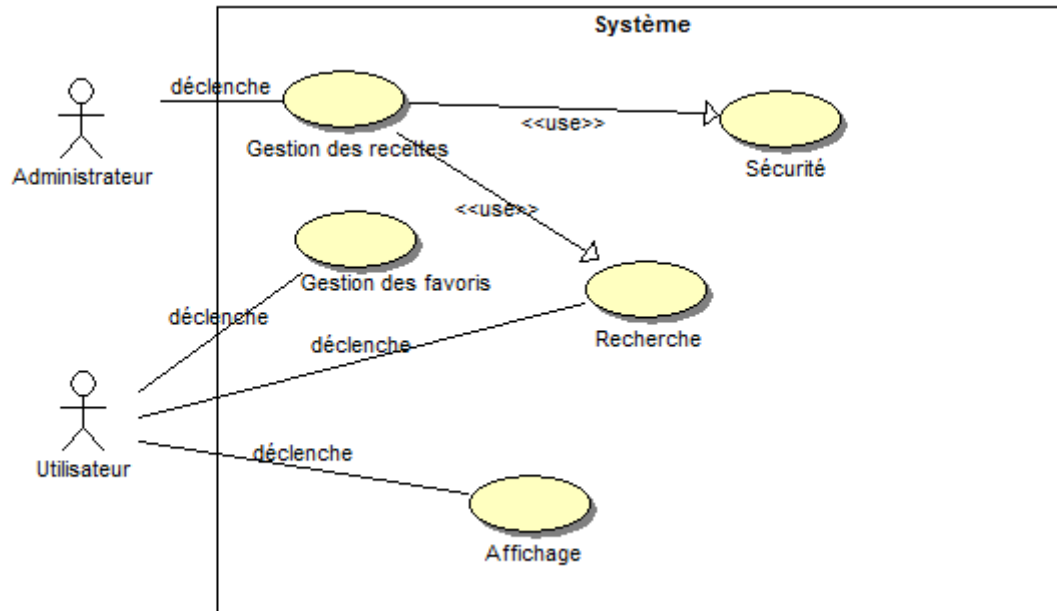 Système
déclenche
Administrateur
Gestion des recettes
<<use>>
Sécurité
<<use>>
Gestion des favoris
déclenche
déclenche
Recherche
Utilisateur
déclenche
Affichage